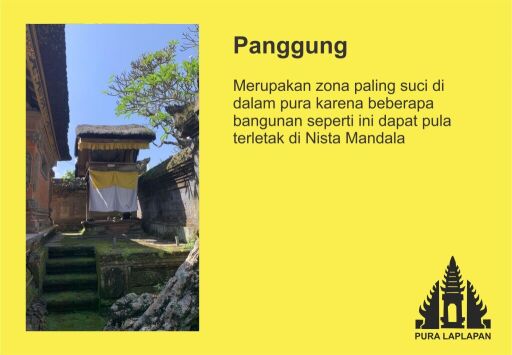 Panggung
Merupakan zona paling suci di
dalam pura karena beberapa
bangunan seperti ini dapat pula
terletak di Nista Mandala
PURA LAPLAPAN